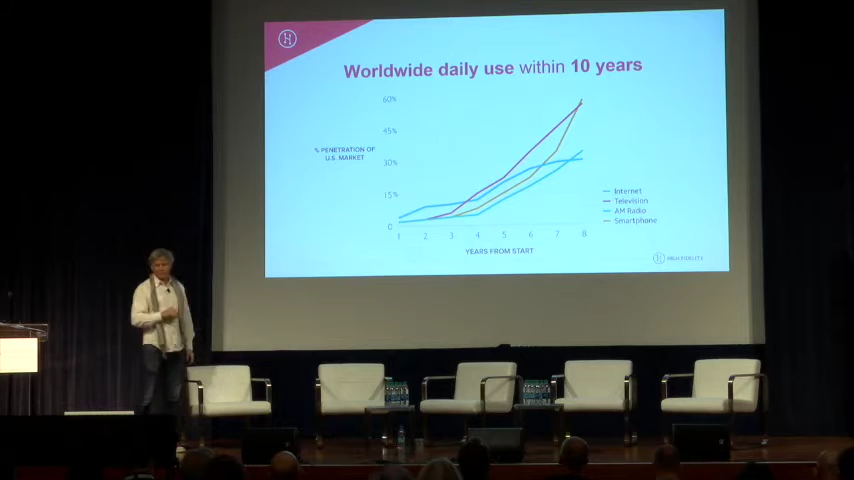 Worldwide daily use within 10 years
60%
% PENETRATION OF
U.S. MARKET
45%
30%
15%
0
1 2 3 4 5 6 7 8
YEARS FROM START
Internet
Television
AM Radio
Smartphone
HIGH FIDELITY